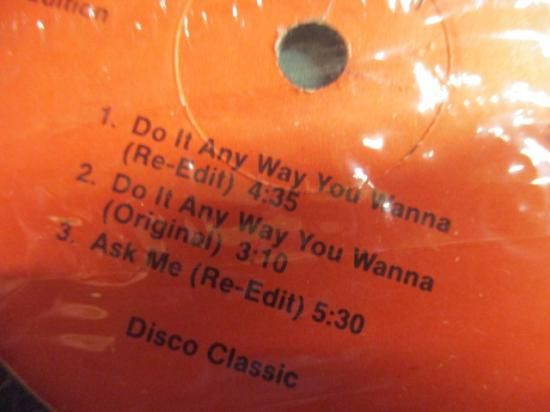 Edition
1. Do It Any Way You Wanna
(Re-Edit) 4:35
2. Do It Any Way You Wanna
(Original) 3:10
3. Ask Me (Re-Edit) 5:30
Disco Classic